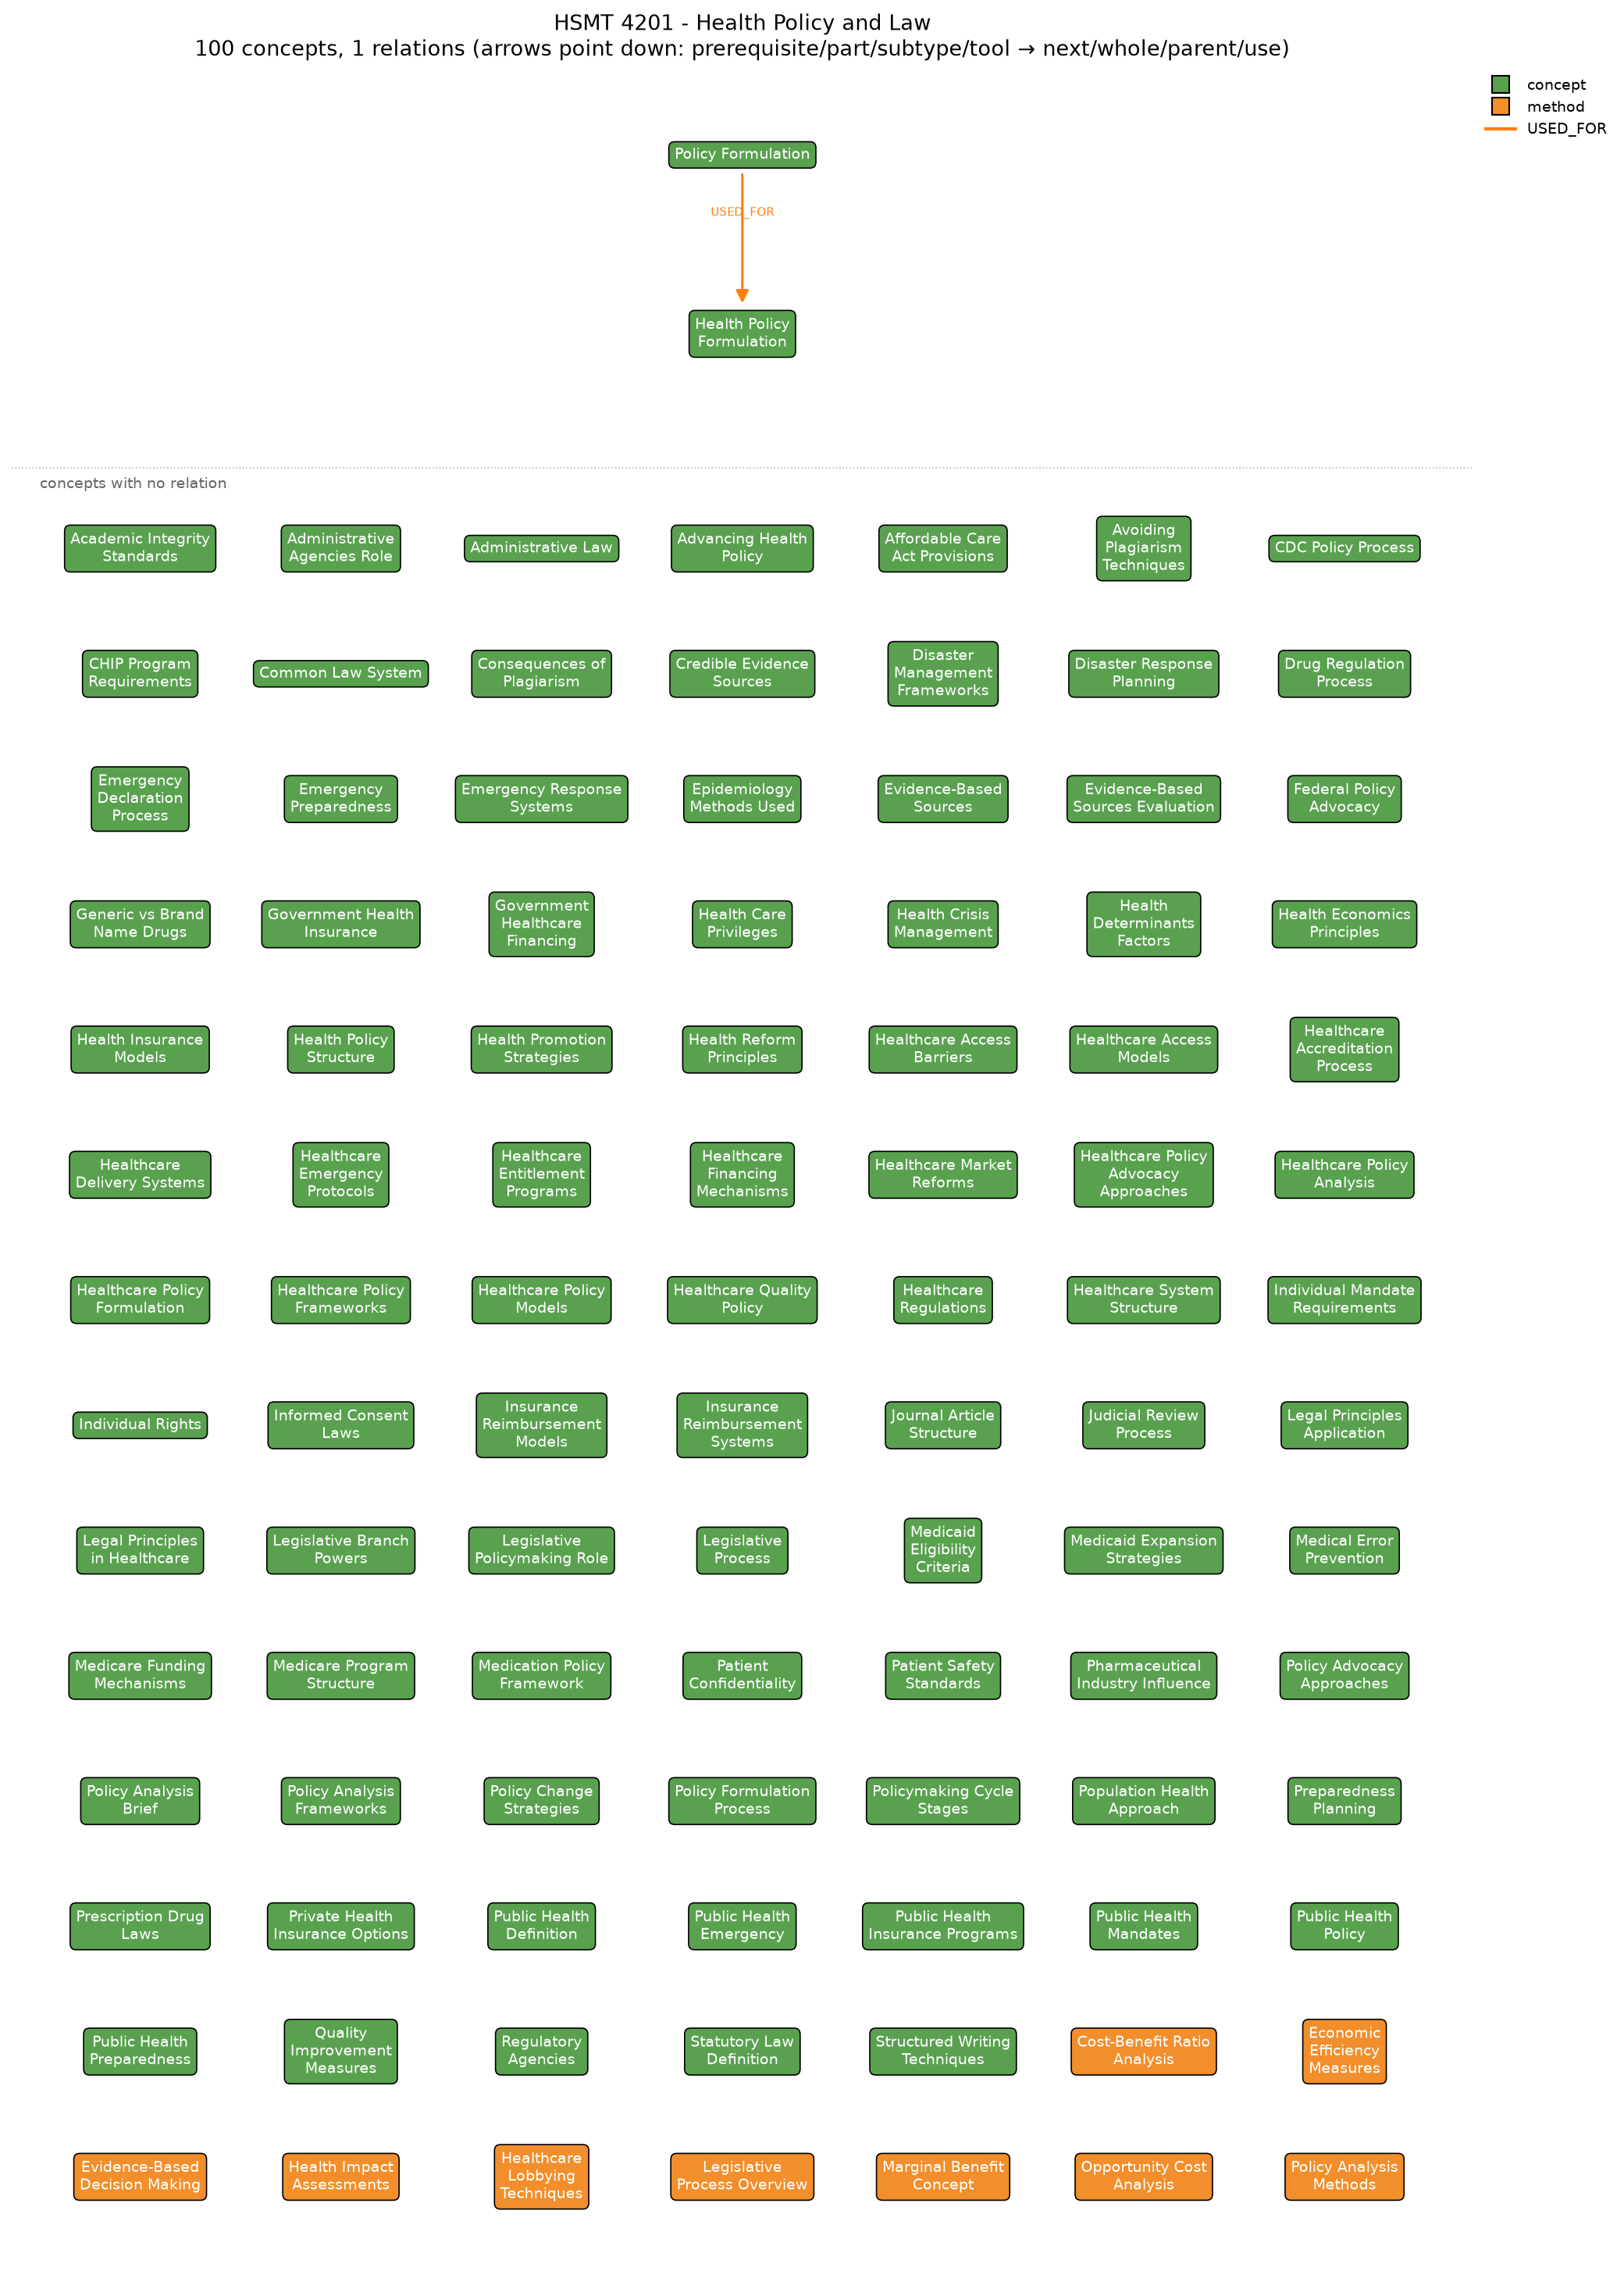 HSMT 4201 - Health Policy and Law
100 concepts, 1 relations (arrows point down: prerequisite/part/subtype/tool → next/whole/parent/use)
concept
method
USED_FOR
Policy Formulation
USED_FOR
Health Policy
Formulation
concepts with no relation
Academic Integrity
Standards
Administrative
Agencies Role
Administrative Law
Advancing Health
Policy
Affordable Care
Act Provisions
Avoiding
Plagiarism
Techniques
CDC Policy Process
CHIP Program
Requirements
Common Law System
Consequences of
Plagiarism
Credible Evidence
Sources
Disaster
Management
Frameworks
Disaster Response
Planning
Drug Regulation
Process
Emergency
Declaration
Process
Emergency
Preparedness
Emergency Response
Systems
Epidemiology
Methods Used
Evidence-Based
Sources
Evidence-Based
Sources Evaluation
Federal Policy
Advocacy
Generic vs Brand
Name Drugs
Government Health
Insurance
Government
Healthcare
Financing
Health Care
Privileges
Health Crisis
Management
Health
Determinants
Factors
Health Economics
Principles
Health Insurance
Models
Health Policy
Structure
Health Promotion
Strategies
Health Reform
Principles
Healthcare Access
Barriers
Healthcare Access
Models
Healthcare
Accreditation
Process
Healthcare
Delivery Systems
Healthcare
Emergency
Protocols
Healthcare
Entitlement
Programs
Healthcare
Financing
Mechanisms
Healthcare Market
Reforms
Healthcare Policy
Advocacy
Approaches
Healthcare Policy
Analysis
Healthcare Policy
Formulation
Healthcare Policy
Frameworks
Healthcare Policy
Models
Healthcare Quality
Policy
Healthcare
Regulations
Healthcare System
Structure
Individual Mandate
Requirements
Individual Rights
Informed Consent
Laws
Insurance
Reimbursement
Models
Insurance
Reimbursement
Systems
Journal Article
Structure
Judicial Review
Process
Legal Principles
Application
Legal Principles
in Healthcare
Legislative Branch
Powers
Legislative
Policymaking Role
Legislative
Process
Medicaid
Eligibility
Criteria
Medicaid Expansion
Strategies
Medical Error
Prevention
Medicare Funding
Mechanisms
Medicare Program
Structure
Medication Policy
Framework
Patient
Confidentiality
Patient Safety
Standards
Pharmaceutical
Industry Influence
Policy Advocacy
Approaches
Policy Analysis
Brief
Policy Analysis
Frameworks
Policy Change
Strategies
Policy Formulation
Process
Policymaking Cycle
Stages
Population Health
Approach
Preparedness
Planning
Prescription Drug
Laws
Private Health
Insurance Options
Public Health
Definition
Public Health
Emergency
Public Health
Insurance Programs
Public Health
Mandates
Public Health
Policy
Public Health
Preparedness
Quality
Improvement
Measures
Regulatory
Agencies
Statutory Law
Definition
Structured Writing
Techniques
Cost-Benefit Ratio
Analysis
Economic
Efficiency
Measures
Evidence-Based
Decision Making
Health Impact
Assessments
Healthcare
Lobbying
Techniques
Legislative
Process Overview
Marginal Benefit
Concept
Opportunity Cost
Analysis
Policy Analysis
Methods